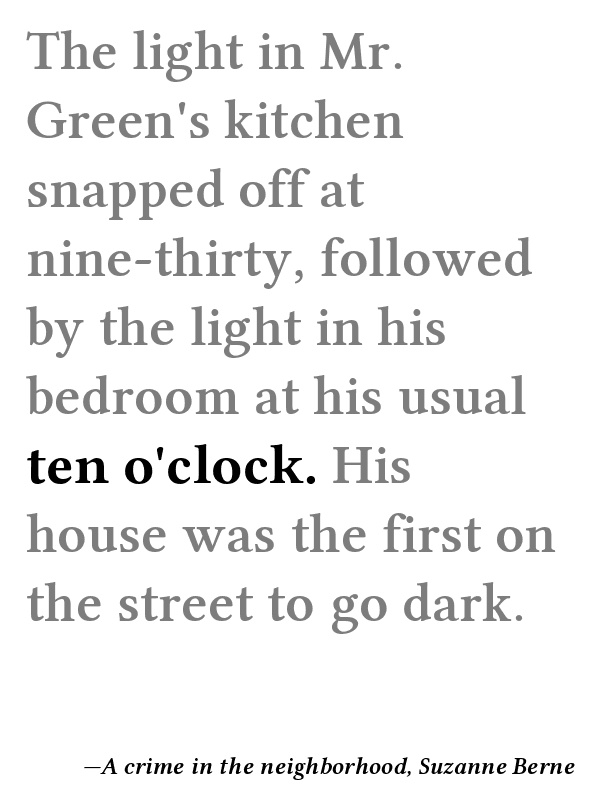 The light in Mr.
Green's kitchen
snapped off at
nine-thirty, followed
by the light in his
bedroom at his usual
ten o'clock. His
house was the first on
the street to go dark.
—A crime in the neighborhood, Suzanne Berne